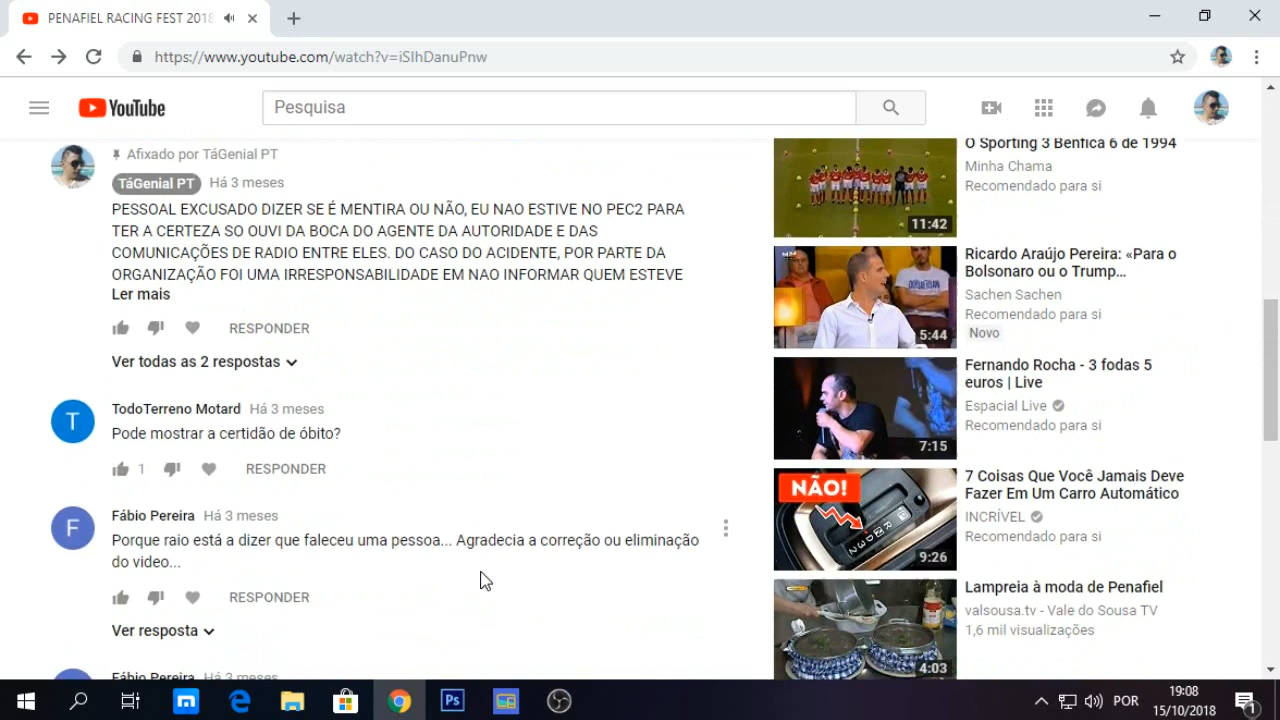 PENAFIEL RACING FEST 2018
https://www.youtube.com/watch?v=iSIhDanuPnw
YouTube
Pesquisa
Afixado por TáGenial PT
TáGenial PT Há 3 meses
PESSOAL EXCUSADO DIZER SE É MENTIRA OU NÃO, EU NAO ESTIVE NO PEC2 PARA
TER A CERTEZA SO OUVI DA BOCA DO AGENTE DA AUTORIDADE E DAS
COMUNICAÇÕES DE RADIO ENTRE ELES. DO CASO DO ACIDENTE, POR PARTE DA
ORGANIZAÇÃO FOI UMA IRRESPONSABILIDADE EM NAO INFORMAR QUEM ESTEVE
Ler mais
RESPONDER
Ver todas as 2 respostas
T
TodoTerreno Motard Há 3 meses
Pode mostrar a certidão de óbito?
1 RESPONDER
F
Fábio Pereira Há 3 meses
Porque raio está a dizer que faleceu uma pessoa... Agradecia a correção ou eliminação
do video...
RESPONDER
Ver resposta
Fábio Pereira Há 3 meses
O Sporting 3 Benfica 6 de 1994
Minha Chama
Recomendado para si
11:42
Ricardo Araújo Pereira: «Para o
Bolsonaro ou o Trump...
Sachen Sachen
Recomendado para si
Novo
5:44
Fernando Rocha - 3 fodas 5
euros | Live
Espacial Live
Recomendado para si
7:15
7 Coisas Que Você Jamais Deve
Fazer Em Um Carro Automático
INCRÍVEL
Recomendado para si
NÃO!
9:26
Lampreia à moda de Penafiel
valsousa.tv - Vale do Sousa TV
1,6 mil visualizações
4:03
Ps
POR
19:08
15/10/2018
1